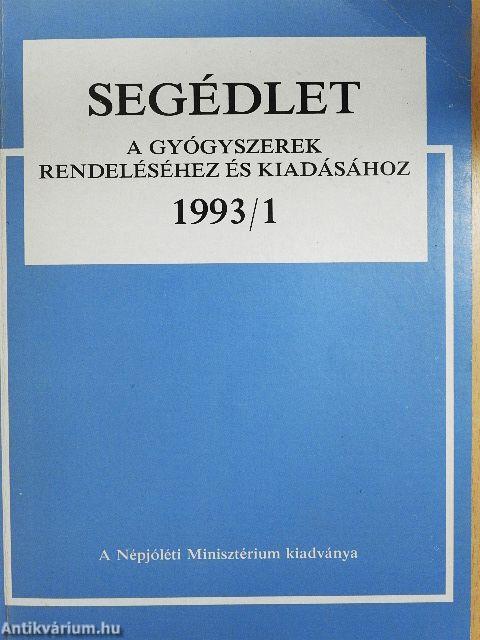 SEGÉDLET
A GYÓGYSZEREK
RENDELÉSÉHEZ ÉS KIADÁSÁHOZ
1993/1
A Népjóléti Minisztérium kiadványa
Antikvárium.hu